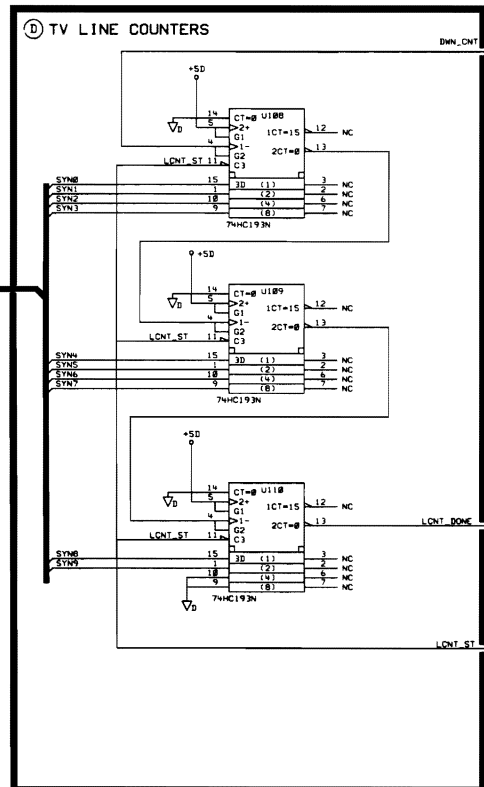 D TV LINE COUNTERS
DWN_CNT
+5D
14 CT=0 U108
D
5 2+
G1
1CT=15 12 NC
4 1-
G2
2CT=0 13
LCNT_ST 11 C3
SYN0 15 3D (1) 3 NC
SYN1 1 (2) 2 NC
SYN2 10 (4) 6 NC
SYN3 9 (8) 7 NC
74HC193N
+5D
14 CT=0 U109
D
5 2+
G1
1CT=15 12 NC
4 1-
G2
2CT=0 13
LCNT_ST 11 C3
SYN4 15 3D (1) 3 NC
SYN5 1 (2) 2 NC
SYN6 10 (4) 6 NC
SYN7 9 (8) 7 NC
74HC193N
+5D
14 CT=0 U110
D
5 2+
G1
1CT=15 12 NC
4 1-
G2
2CT=0 13 LCNT_DONE
LCNT_ST 11 C3
SYN8 15 3D (1) 3 NC
SYN9 1 (2) 2 NC
10 (4) 6 NC
9 (8) 7 NC
D
74HC193N
LCNT_ST